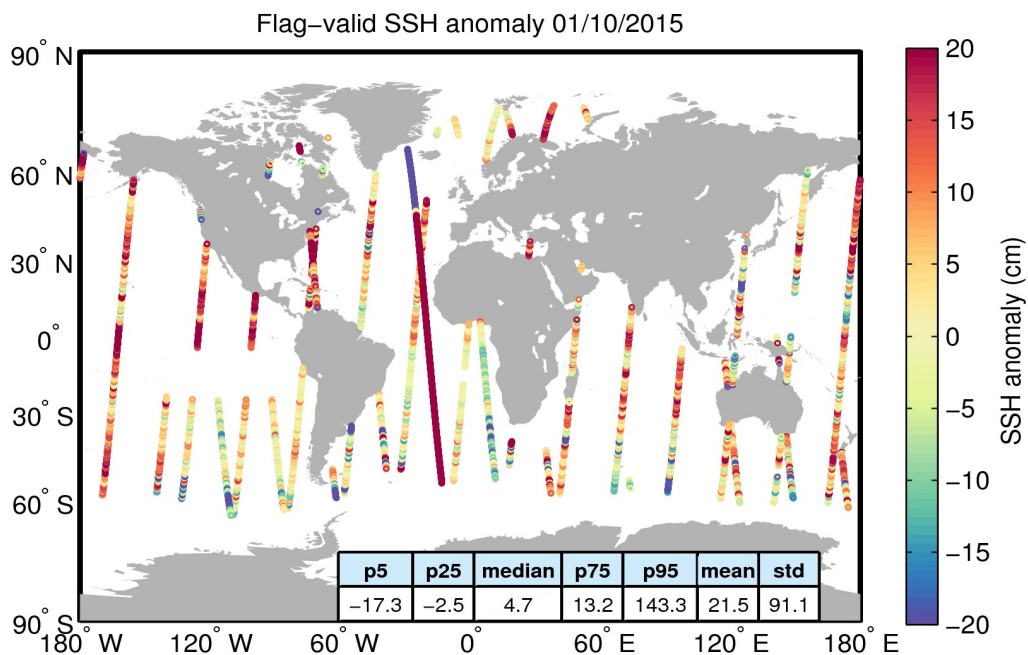 Flag−valid SSH anomaly 01/10/2015
90° N
60° N
30° N
0°
30° S
60° S
90° S
180° W
120° W
60° W
0°
60° E
120° E
180° E
p5 p25 median p75 p95 mean std
−17.3 −2.5 4.7 13.2 143.3 21.5 91.1
20
15
10
5
0
−5
−10
−15
−20
SSH anomaly (cm)